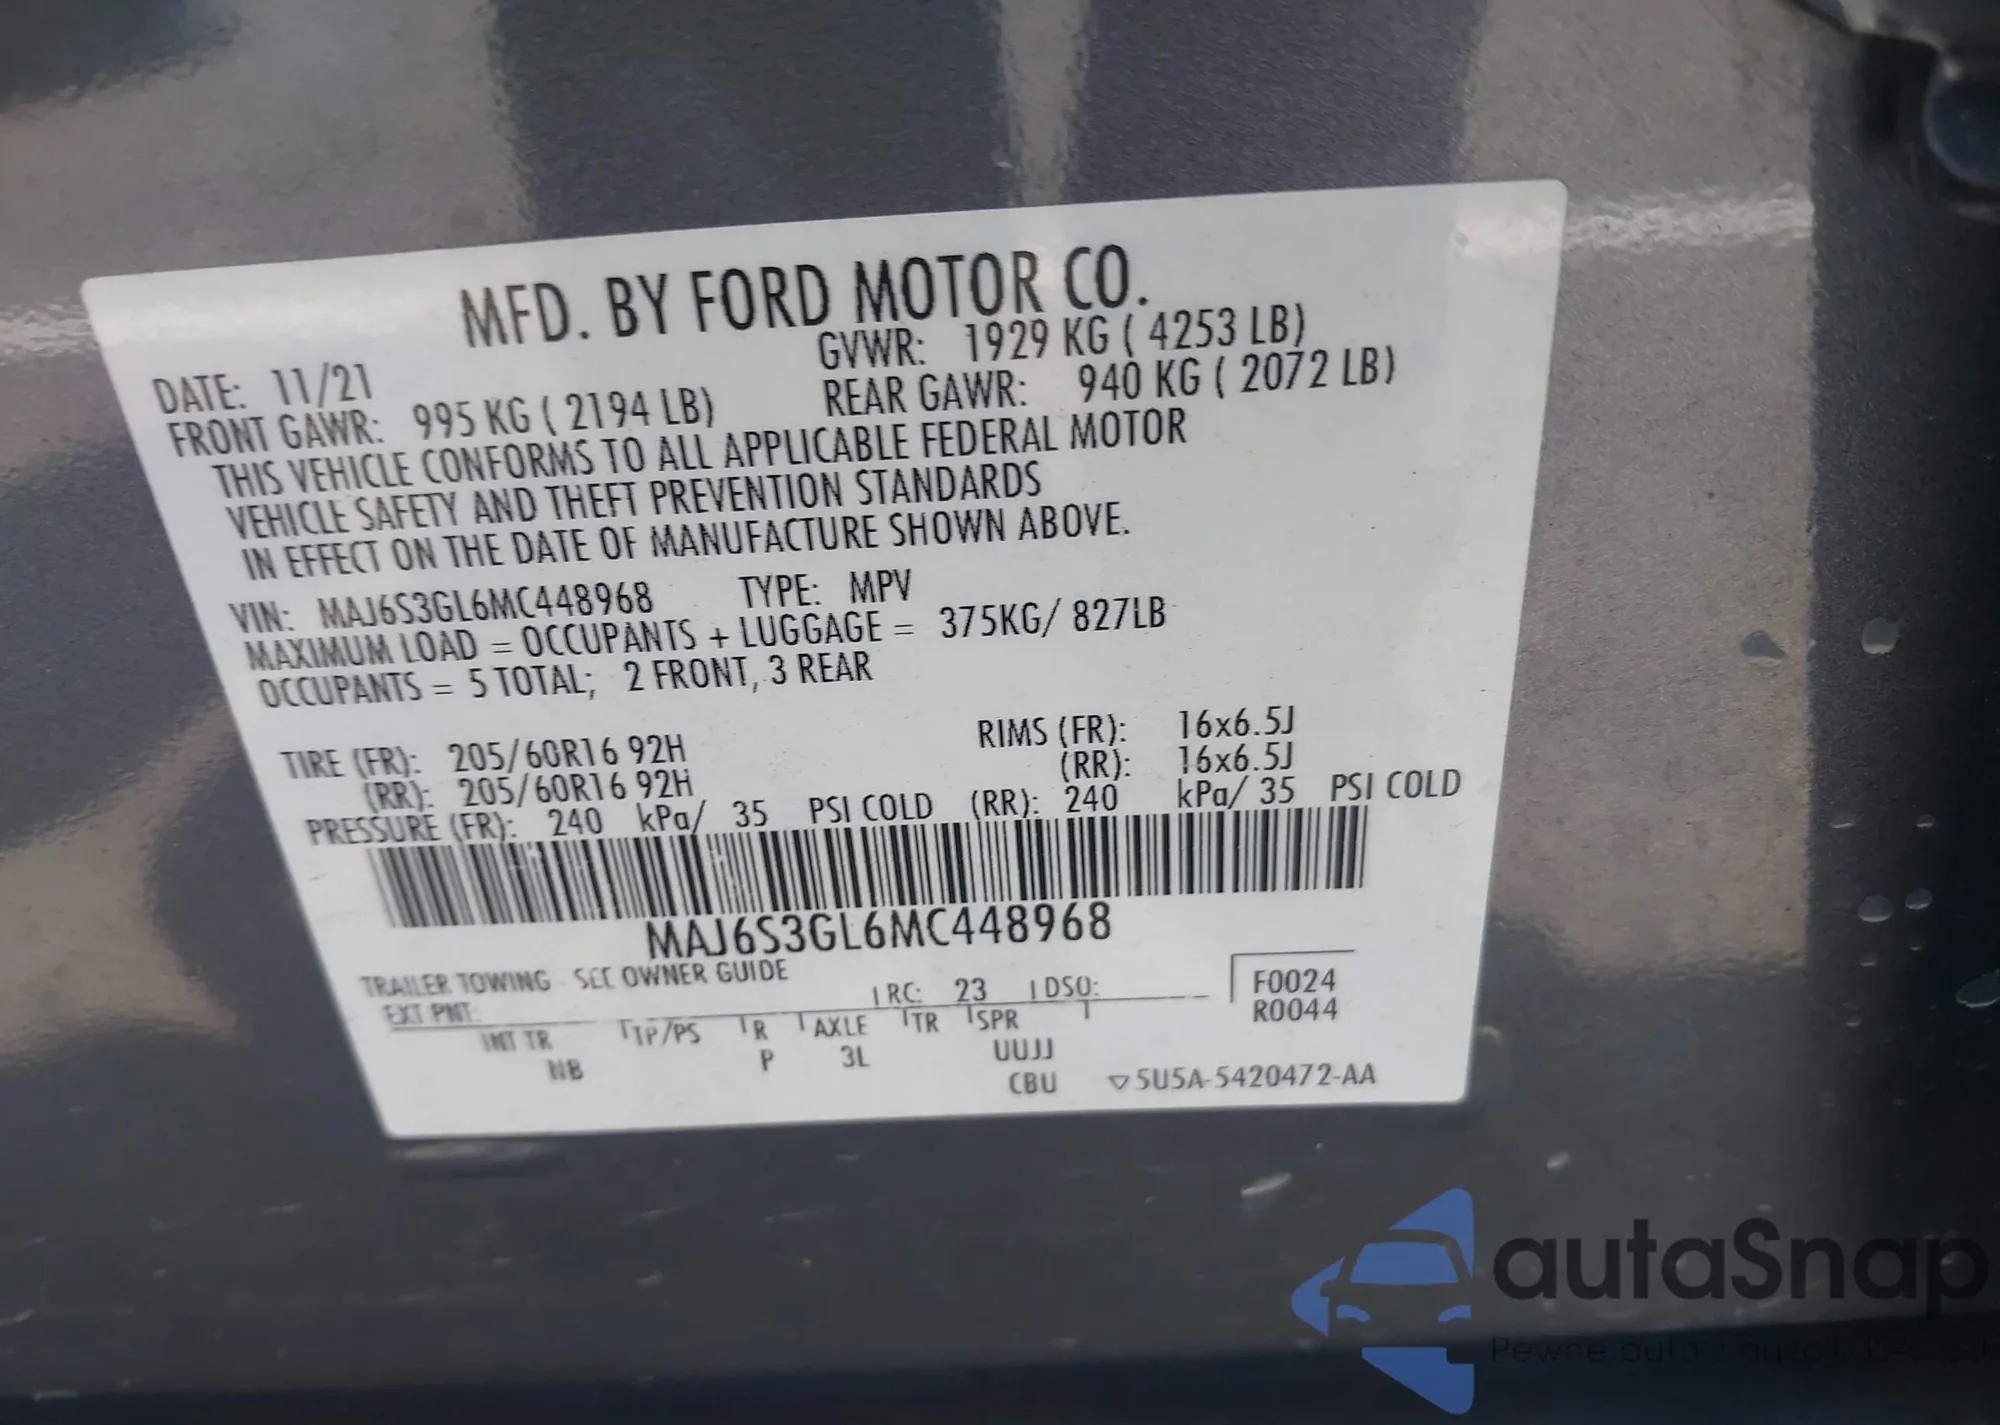 MFD. BY FORD MOTOR CO.
DATE: 11/21 GVWR: 1929 KG ( 4253 LB)
FRONT GAWR: 995 KG ( 2194 LB) REAR GAWR: 940 KG ( 2072 LB)
THIS VEHICLE CONFORMS TO ALL APPLICABLE FEDERAL MOTOR
VEHICLE SAFETY AND THEFT PREVENTION STANDARDS
IN EFFECT ON THE DATE OF MANUFACTURE SHOWN ABOVE.
VIN: MAJ6S3GL6MC448968 TYPE: MPV
MAXIMUM LOAD = OCCUPANTS + LUGGAGE = 375KG/ 827LB
OCCUPANTS = 5 TOTAL; 2 FRONT, 3 REAR
TIRE (FR): 205/60R16 92H RIMS (FR): 16x6.5J
(RR): 205/60R16 92H (RR): 16x6.5J
PRESSURE (FR): 240 kPa/ 35 PSI COLD (RR): 240 kPa/ 35 PSI COLD
MAJ6S3GL6MC448968
TRAILER TOWING - SEE OWNER GUIDE
EXT PNT: RC: 23 DSO: F0024
R0044
INT TR TP/PS R AXLE TR SPR
NB P 3L UUJJ
CBU 5U5A-5420472-AA
autaSnap
Pewne auta z